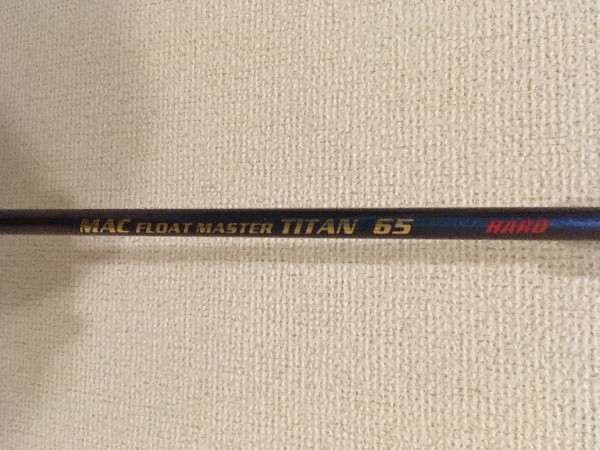 MAC FLOAT MASTER TITAN 65 HARD